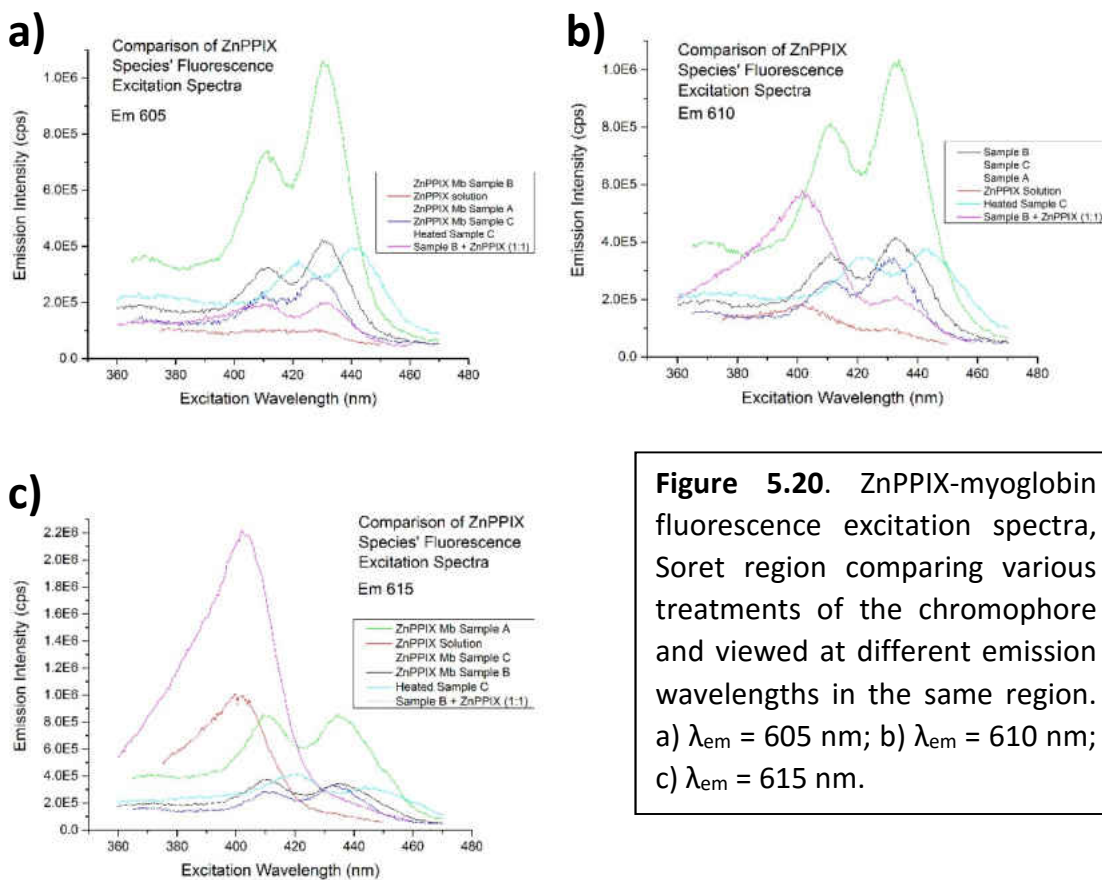 a)
Comparison of ZnPPIX
Species' Fluorescence
Excitation Spectra
Em 605
1.0E6
8.0E5
6.0E5
4.0E5
2.0E5
0.0
Emission Intensity (cps)
ZnPPIX Mb Sample B
ZnPPIX solution
ZnPPIX Mb Sample A
ZnPPIX Mb Sample C
Heated Sample C
Sample B + ZnPPIX (1:1)
360 380 400 420 440 460 480
Excitation Wavelength (nm)
b)
Comparison of ZnPPIX
Species' Fluorescence
Excitation Spectra
Em 610
1.0E6
8.0E5
6.0E5
4.0E5
2.0E5
0.0
Emission Intensity (cps)
Sample B
Sample C
Sample A
ZnPPIX Solution
Heated Sample C
Sample B + ZnPPIX (1:1)
360 380 400 420 440 460 480
Excitation Wavelength (nm)
c)
Comparison of ZnPPIX
Species' Fluorescence
Excitation Spectra
Em 615
2.2E6
2.0E6
1.8E6
1.6E6
1.4E6
1.2E6
1.0E6
8.0E5
6.0E5
4.0E5
2.0E5
0.0
Emission Intensity (cps)
ZnPPIX Mb Sample A
ZnPPIX Solution
ZnPPIX Mb Sample C
ZnPPIX Mb Sample B
Heated Sample C
Sample B + ZnPPIX (1:1)
360 380 400 420 440 460 480
Excitation Wavelength (nm)
Figure 5.20. ZnPPIX-myoglobin
fluorescence excitation spectra,
Soret region comparing various
treatments of the chromophore
and viewed at different emission
wavelengths in the same region.
a) λem = 605 nm; b) λem = 610 nm;
c) λem = 615 nm.